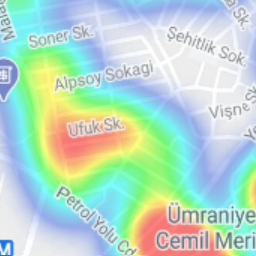 Soner Sk.
Şehitlik Sok.
Alpsoy Sokagi
Vişne
Ufuk Sk.
Petrol Yolu Cd
Ümraniye
Cemil Meri
M